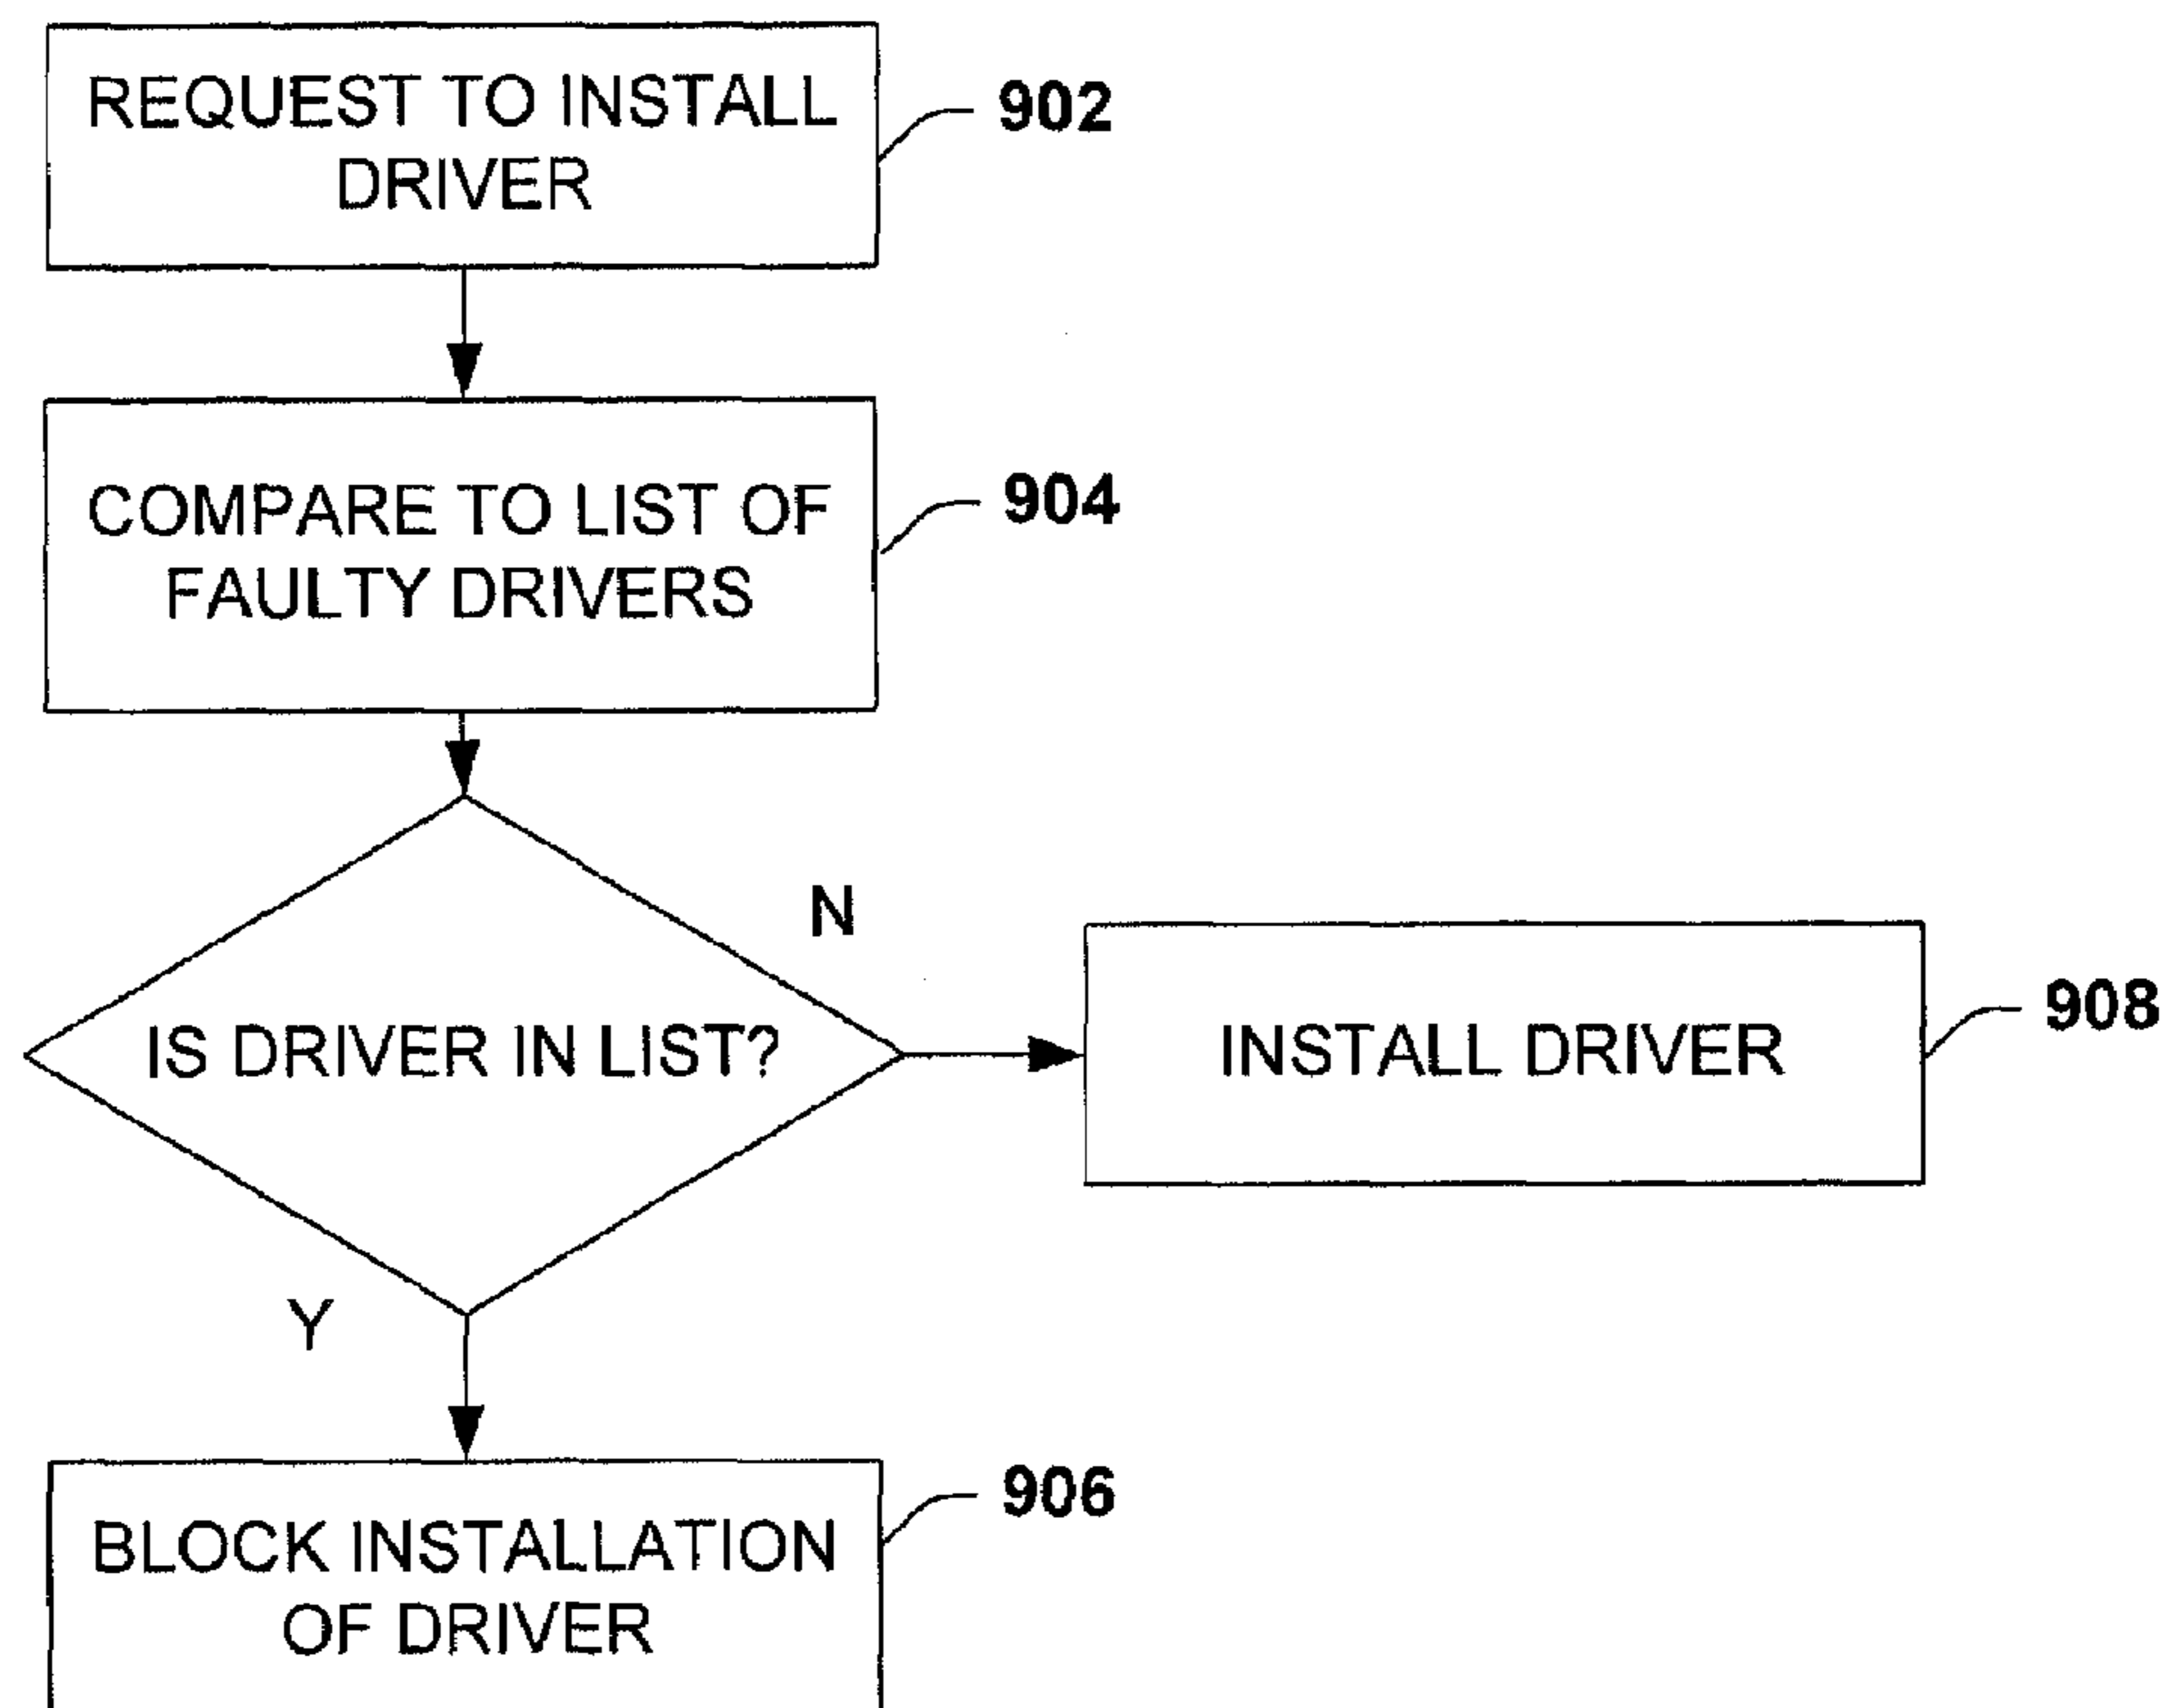 REQUEST TO INSTALL
DRIVER
902
COMPARE TO LIST OF
FAULTY DRIVERS
904
N
IS DRIVER IN LIST?
INSTALL DRIVER
908
Y
BLOCK INSTALLATION
OF DRIVER
906